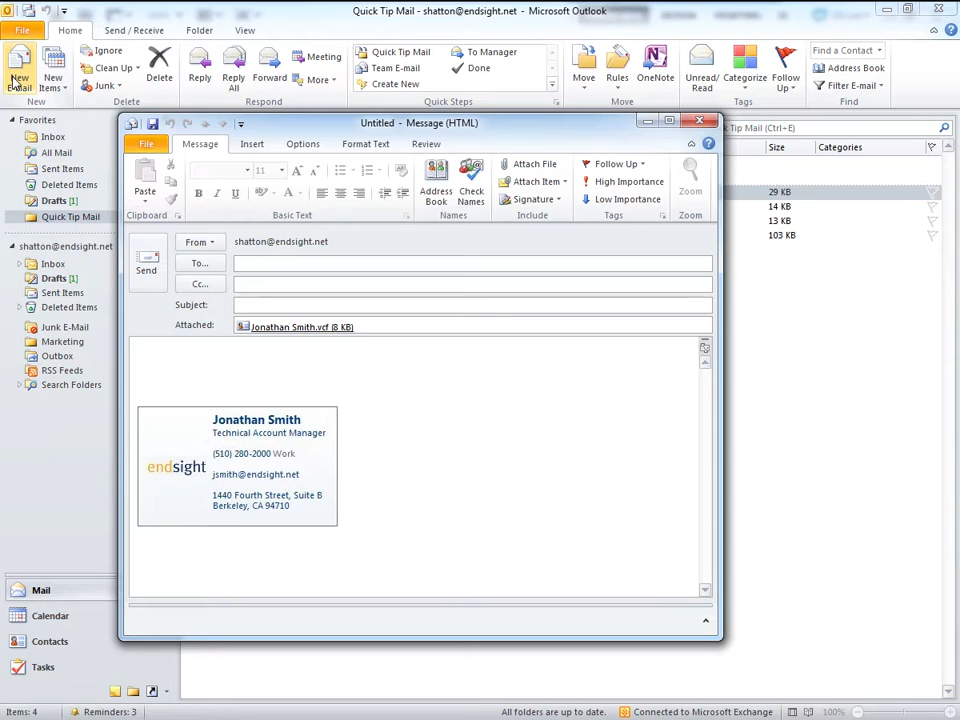 Quick Tip Mail - shatton@endsight.net - Microsoft Outlook
File Home Send / Receive Folder View
New Email
New Items
New
Ignore
Clean Up
Junk
Delete
Delete
Reply
Reply All
Forward
Meeting
More
Respond
Quick Tip Mail
Team E-mail
Create New
To Manager
Done
Quick Steps
Move
Rules
OneNote
Move
Unread/ Read
Categorize
Follow Up
Tags
Find a Contact
Address Book
Filter E-mail
Find
Favorites
Inbox
All Mail
Sent Items
Deleted Items
Drafts [1]
Quick Tip Mail
shatton@endsight.net
Inbox
Drafts [1]
Sent Items
Deleted Items
Junk E-Mail
Marketing
Outbox
RSS Feeds
Search Folders
Mail
Calendar
Contacts
Tasks
Tip Mail (Ctrl+E)
Size Categories
29 KB
14 KB
13 KB
103 KB
Untitled - Message (HTML)
File Message Insert Options Format Text Review
Paste
Clipboard
11
B I U
A
Basic Text
Address Book
Check Names
Names
Attach File
Attach Item
Signature
Include
Follow Up
High Importance
Low Importance
Tags
Zoom
Zoom
Send
From
shatton@endsight.net
To...
Cc...
Subject:
Attached:
Jonathan Smith.vcf (8 KB)
endsight
Jonathan Smith
Technical Account Manager
(510) 280-2000 Work
jsmith@endsight.net
1440 Fourth Street, Suite B
Berkeley, CA 94710
Items: 4 Reminders: 3 All folders are up to date. Connected to Microsoft Exchange 100%